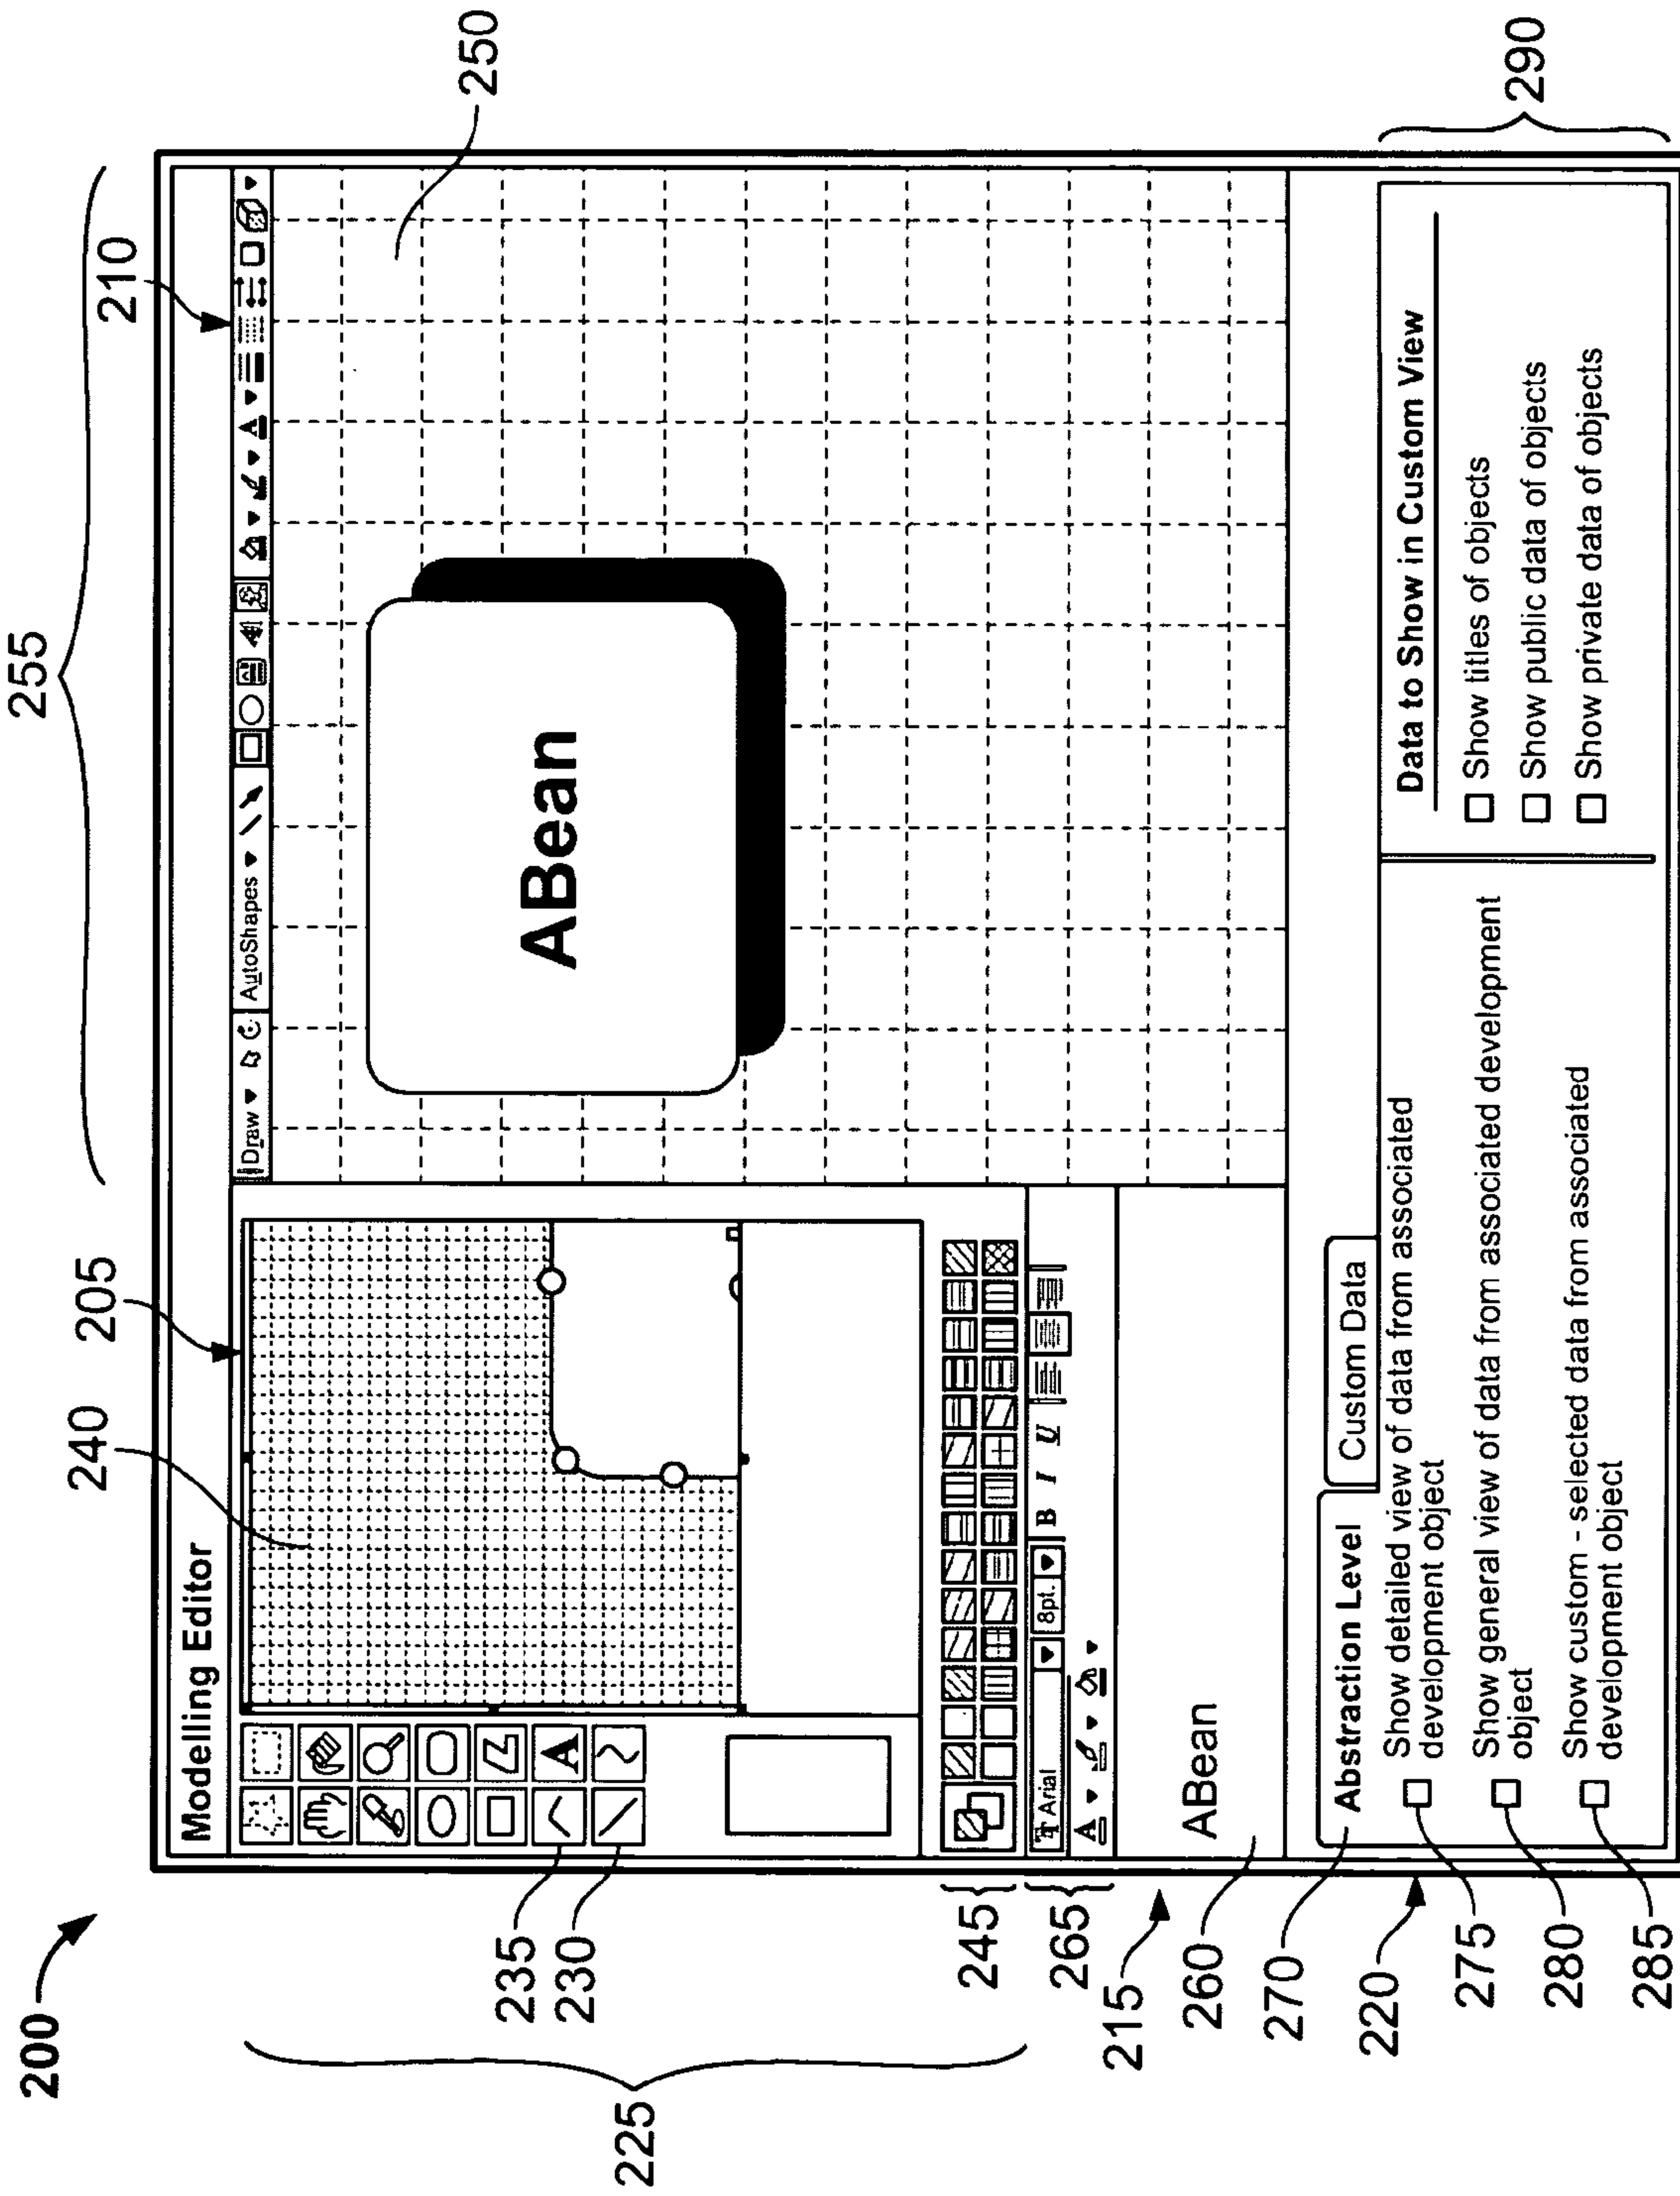 200
255
205
210
240
250
Modelling Editor
Draw
AutoShapes
ABean
225
235
230
245
T Arial
8pt.
B I U
A
265
215
ABean
260
270
Abstraction Level
Custom Data
220
Show detailed view of data from associated
development object
275
Show general view of data from associated development
object
280
Show custom - selected data from associated
development object
285
Data to Show in Custom View
Show titles of objects
Show public data of objects
Show private data of objects
290